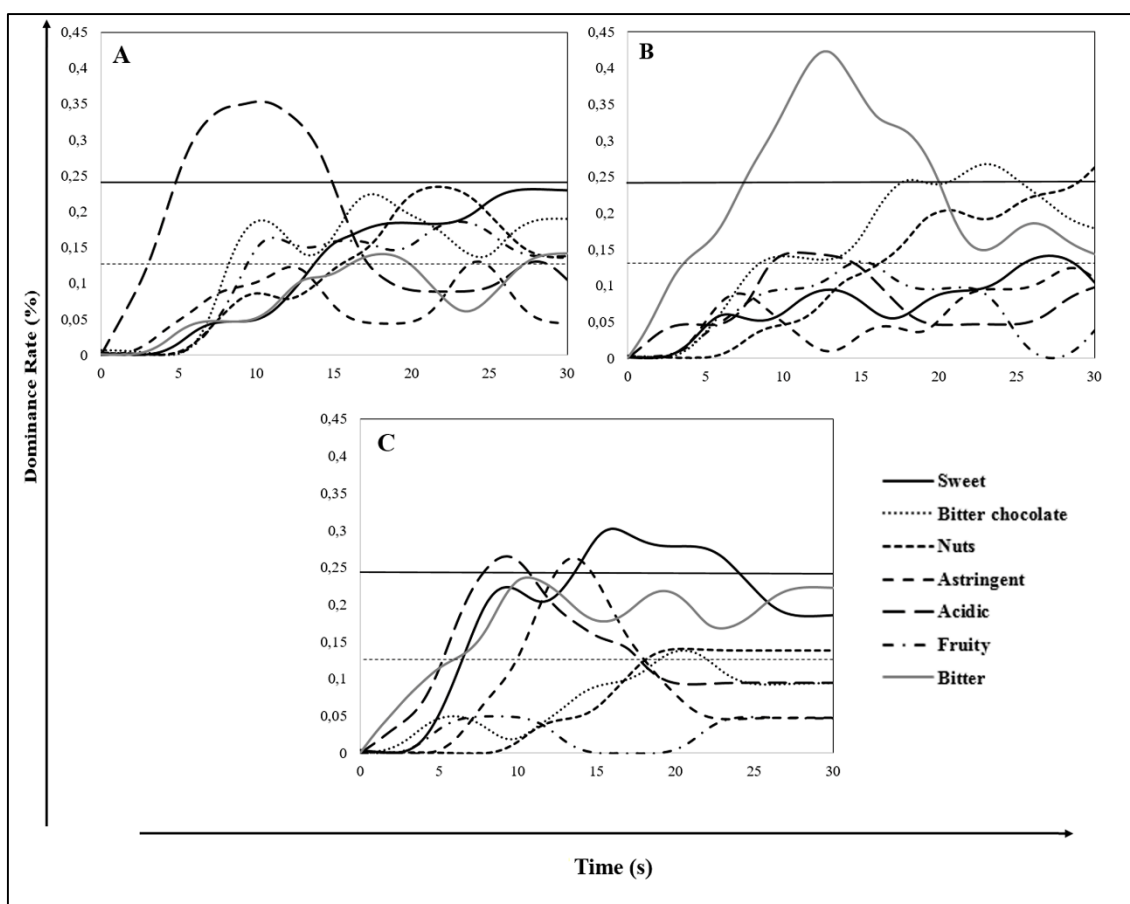 A
0,45
0,4
0,35
0,3
0,25
0,2
0,15
0,1
0,05
0
0 5 10 15 20 25 30
B
0,45
0,4
0,35
0,3
0,25
0,2
0,15
0,1
0,05
0
0 5 10 15 20 25 30
C
0,45
0,4
0,35
0,3
0,25
0,2
0,15
0,1
0,05
0
0 5 10 15 20 25 30
Sweet
Bitter chocolate
Nuts
Astringent
Acidic
Fruity
Bitter
Dominance Rate (%)
Time (s)